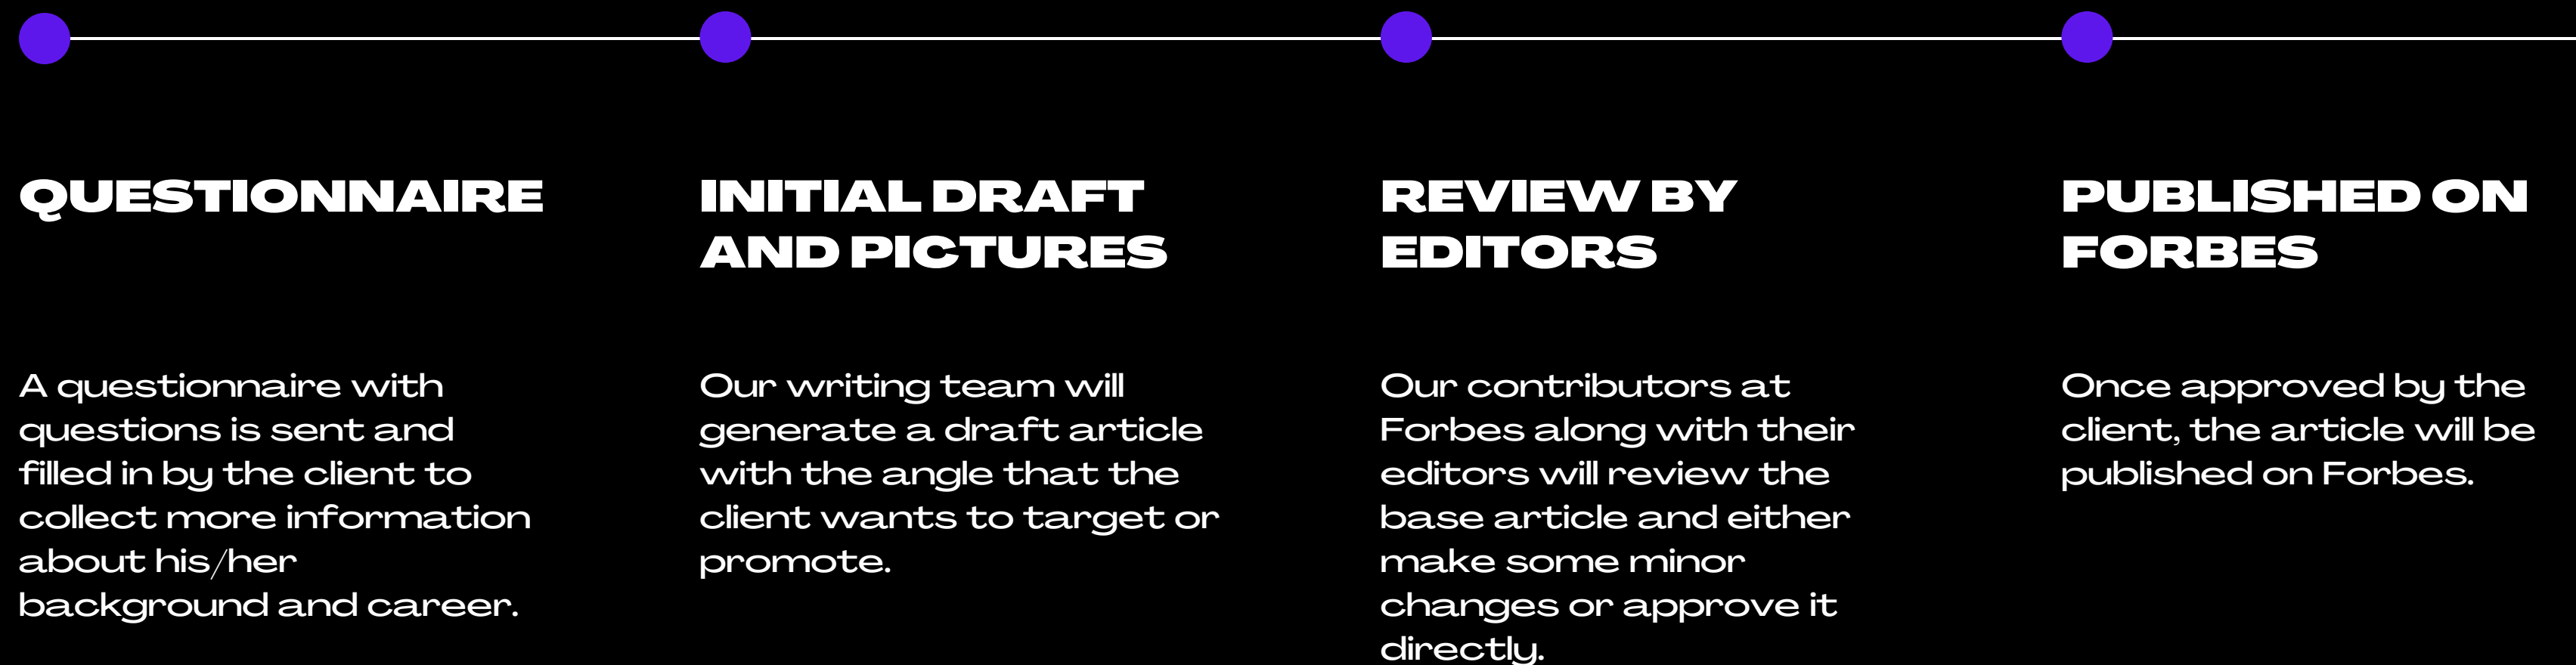 QUESTIONNAIRE
A questionnaire with
questions is sent and
filled in by the client to
collect more information
about his/her
background and career.
INITIAL DRAFT
AND PICTURES
Our writing team will
generate a draft article
with the angle that the
client wants to target or
promote.
REVIEW BY
EDITORS
Our contributors at
Forbes along with their
editors will review the
base article and either
make some minor
changes or approve it
directly.
PUBLISHED ON
FORBES
Once approved by the
client, the article will be
published on Forbes.